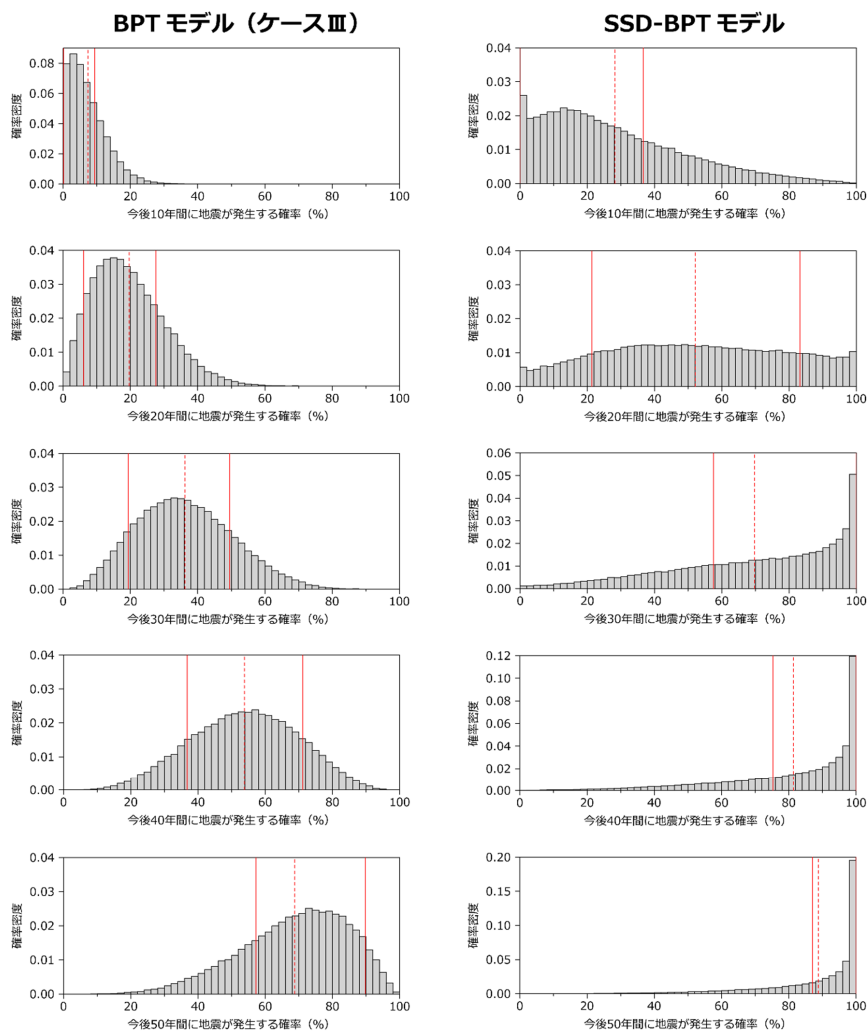 BPT モデル（ケースⅢ）
SSD-BPT モデル
確率密度
0.08
0.06
0.04
0.02
0.00
0 20 40 60 80 100
今後10年間に地震が発生する確率（%）
確率密度
0.04
0.03
0.02
0.01
0.00
0 20 40 60 80 100
今後10年間に地震が発生する確率（%）
確率密度
0.04
0.03
0.02
0.01
0.00
0 20 40 60 80 100
今後20年間に地震が発生する確率（%）
確率密度
0.04
0.03
0.02
0.01
0.00
0 20 40 60 80 100
今後20年間に地震が発生する確率（%）
確率密度
0.04
0.03
0.02
0.01
0.00
0 20 40 60 80 100
今後30年間に地震が発生する確率（%）
確率密度
0.06
0.05
0.04
0.03
0.02
0.01
0.00
0 20 40 60 80 100
今後30年間に地震が発生する確率（%）
確率密度
0.04
0.03
0.02
0.01
0.00
0 20 40 60 80 100
今後40年間に地震が発生する確率（%）
確率密度
0.12
0.10
0.08
0.06
0.04
0.02
0.00
0 20 40 60 80 100
今後40年間に地震が発生する確率（%）
確率密度
0.04
0.03
0.02
0.01
0.00
0 20 40 60 80 100
今後50年間に地震が発生する確率（%）
確率密度
0.20
0.15
0.10
0.05
0.00
0 20 40 60 80 100
今後50年間に地震が発生する確率（%）